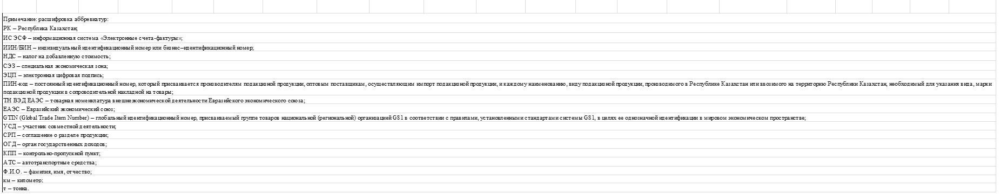 Примечание: расшифровка аббревиатур:
РК – Республика Казахстан;
ИС ЭСФ – информационная система «Электронные счета-фактуры»;
ИИН/БИН – индивидуальный идентификационный номер или бизнес–идентификационный номер;
НДС – налог на добавленную стоимость;
СЭЗ – специальная экономическая зона;
ЭЦП – электронная цифровая подпись;
ПИН-код – постоянный идентификационный номер, который присваивается производителям подакцизной продукции, оптовым поставщикам, осуществляющим импорт подакцизной продукции, и каждому наименованию, виду подакцизной продукции, производимого в Республике Казахстан или ввозимого на территорию Республики Казахстан, необходимый для указания вида, марки
подакцизной продукции в сопроводительной накладной на товары;
ТН ВЭД ЕАЭС – товарная номенклатура внешнеэкономической деятельности Евразийского экономического союза;
ЕАЭС – Евразийский экономический союз;
GTIN (Global Trade Item Number) – глобальный идентификационный номер, присваиваемый группе товаров национальной (региональной) организацией GS1 в соответствии с правилами, установленными стандартами системы GS1, в целях ее однозначной идентификации в мировом экономическом пространстве;
УСД – участник совместной деятельности;
СРП – соглашение о разделе продукции;
ОГД – орган государственных доходов;
КПП – контрольно-пропускной пункт;
АТС – автотранспортные средства;
Ф.И.О. – фамилия, имя, отчество;
км – километр;
т – тонна.